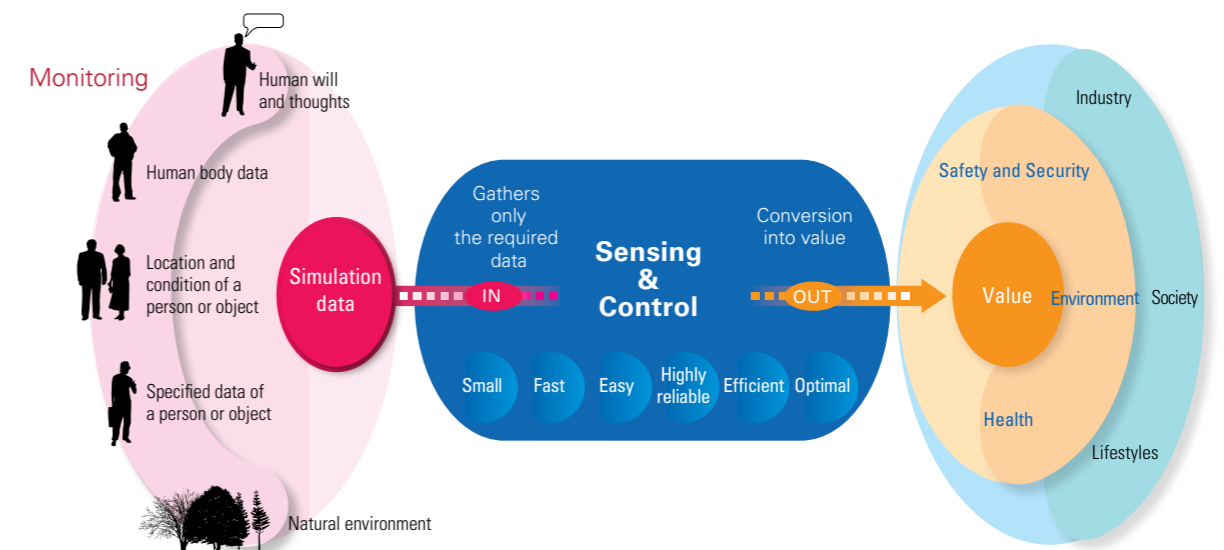 Monitoring
Human will
and thoughts
Human body data
Location and
condition of a
person or object
Specified data of
a person or object
Natural environment
Simulation
data
Gathers
only
the required
data
IN
Sensing
&
Control
Conversion
into value
OUT
Small
Fast
Easy
Highly
reliable
Efficient
Optimal
Industry
Safety and Security
Value
Environment
Society
Health
Lifestyles